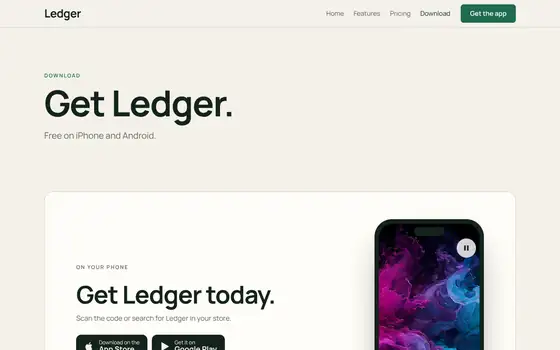 Ledger
Home Features Pricing Download Get the app
DOWNLOAD
Get Ledger.
Free on iPhone and Android.
ON YOUR PHONE
Get Ledger today.
Scan the code or search for Ledger in your store.
Download on the
App Store
Get it on
Google Play